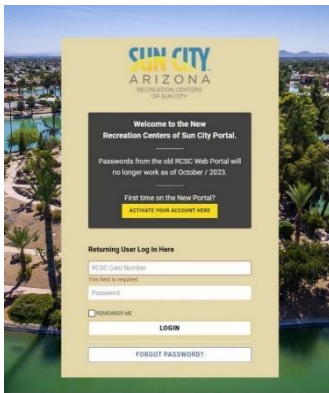 SUN CITY
ARIZONA
RECREATION CENTERS
OF SUN CITY
Welcome to the New
Recreation Centers of Sun City Portal.
Passwords from the old RCSC Web Portal will
no longer work as of October / 2023.
First time on the New Portal?
ACTIVATE YOUR ACCOUNT HERE
Returning User Log In Here
RCSC Card Number
This field is required.
Password
REMEMBER ME
LOGIN
FORGOT PASSWORD?